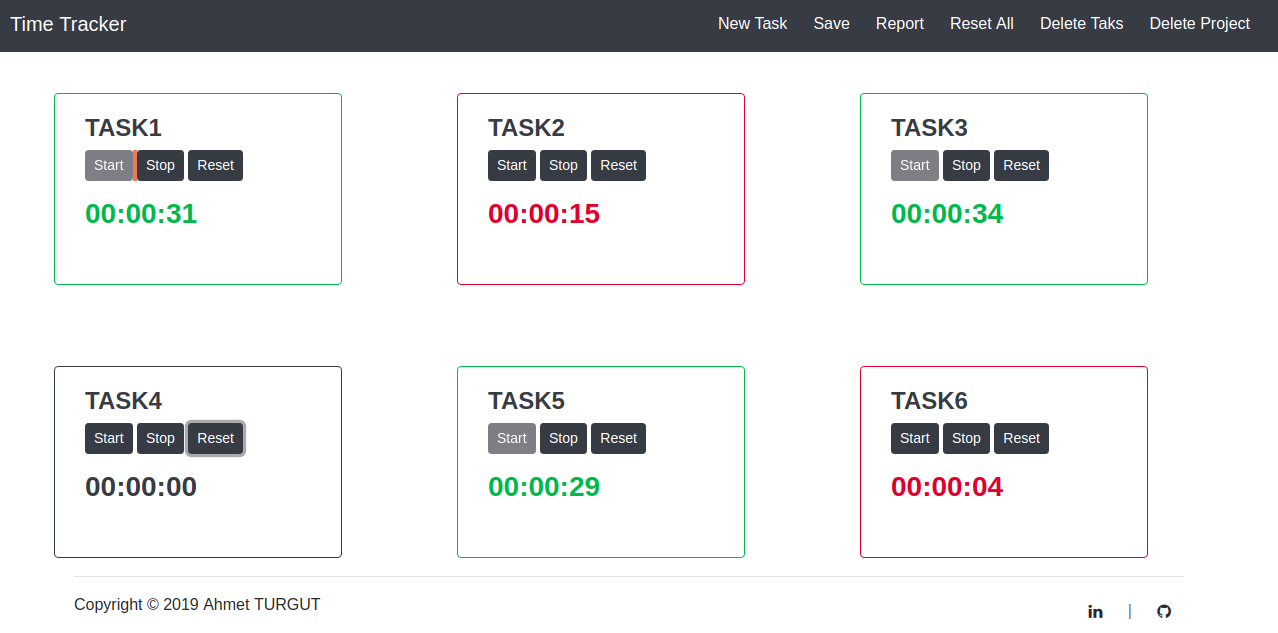 Time Tracker New Task Save Report Reset All Delete Taks Delete Project
TASK1
Start Stop Reset
00:00:31
TASK2
Start Stop Reset
00:00:15
TASK3
Start Stop Reset
00:00:34
TASK4
Start Stop Reset
00:00:00
TASK5
Start Stop Reset
00:00:29
TASK6
Start Stop Reset
00:00:04
Copyright © 2019 Ahmet TURGUT
in |